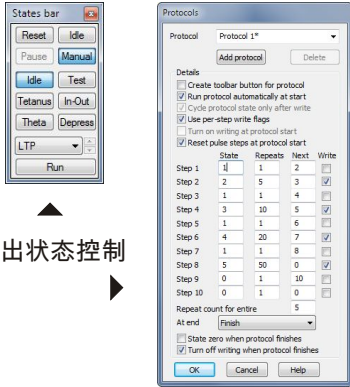 States bar
Reset Idle
Pause Manual
Idle Test
Tetanus In-Out
Theta Depress
LTP
Run
出状态控制
Protocols
Protocol Protocol 1*
Add protocol Delete
Details
Create toolbar button for protocol
Run protocol automatically at start
Cycle protocol state only after write
Use per-step write flags
Turn on writing at protocol start
Reset pulse steps at protocol start
State Repeats Next Write
Step 1 1 1 2
Step 2 2 5 3
Step 3 1 1 4
Step 4 3 10 5
Step 5 1 1 6
Step 6 4 20 7
Step 7 1 1 8
Step 8 5 50 0
Step 9 0 1 10
Step 10 0 1 0
Repeat count for entire 5
At end Finish
State zero when protocol finishes
Turn off writing when protocol finishes
OK Cancel Help